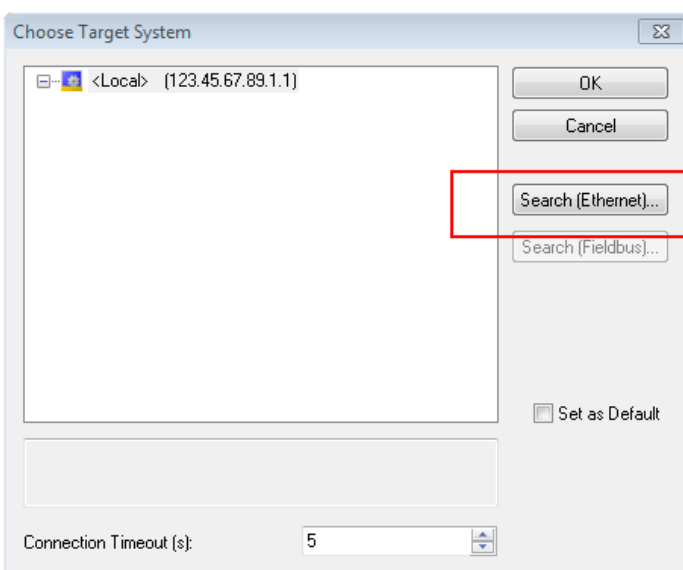 Choose Target System
<Local> (123.45.67.89.1.1)
OK
Cancel
Search (Ethernet)...
Search (Fieldbus)...
Set as Default
Connection Timeout (s): 5